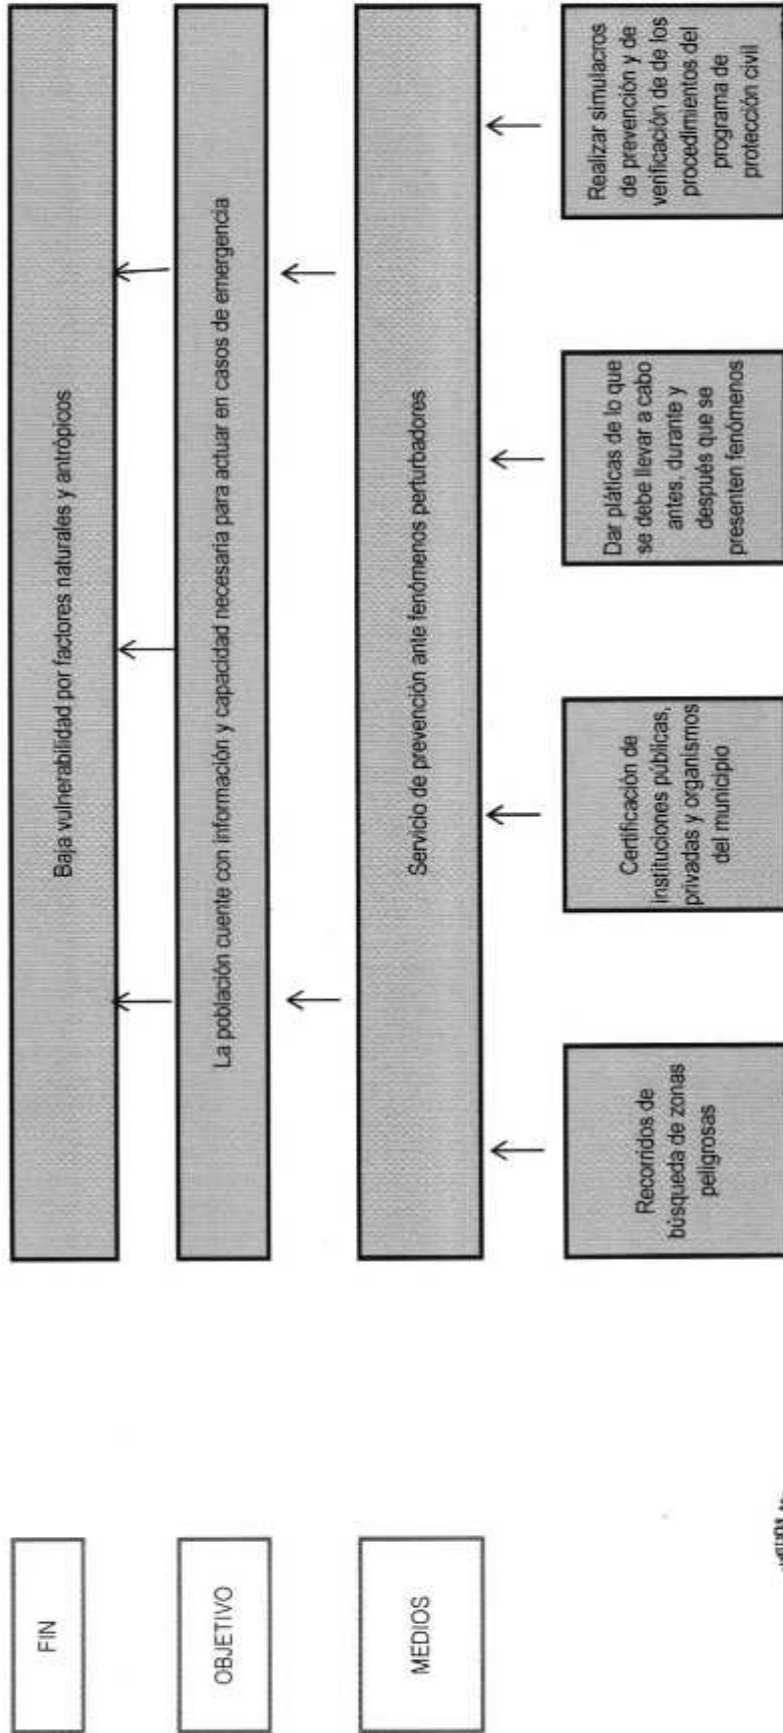 FIN
Baja vulnerabilidad por factores naturales y antrópicos
OBJETIVO
La población cuente con información y capacidad necesaria para actuar en casos de emergencia
MEDIOS
Servicio de prevención ante fenómenos perturbadores
Recorridos de
búsqueda de zonas
peligrosas
Certificación de
instituciones públicas,
privadas y organismos
del municipio
Dar pláticas de lo que
se debe llevar a cabo
antes, durante y
después que se
presenten fenómenos
Realizar simulacros
de prevención y de
verificación de de los
procedimientos del
programa de
protección civil